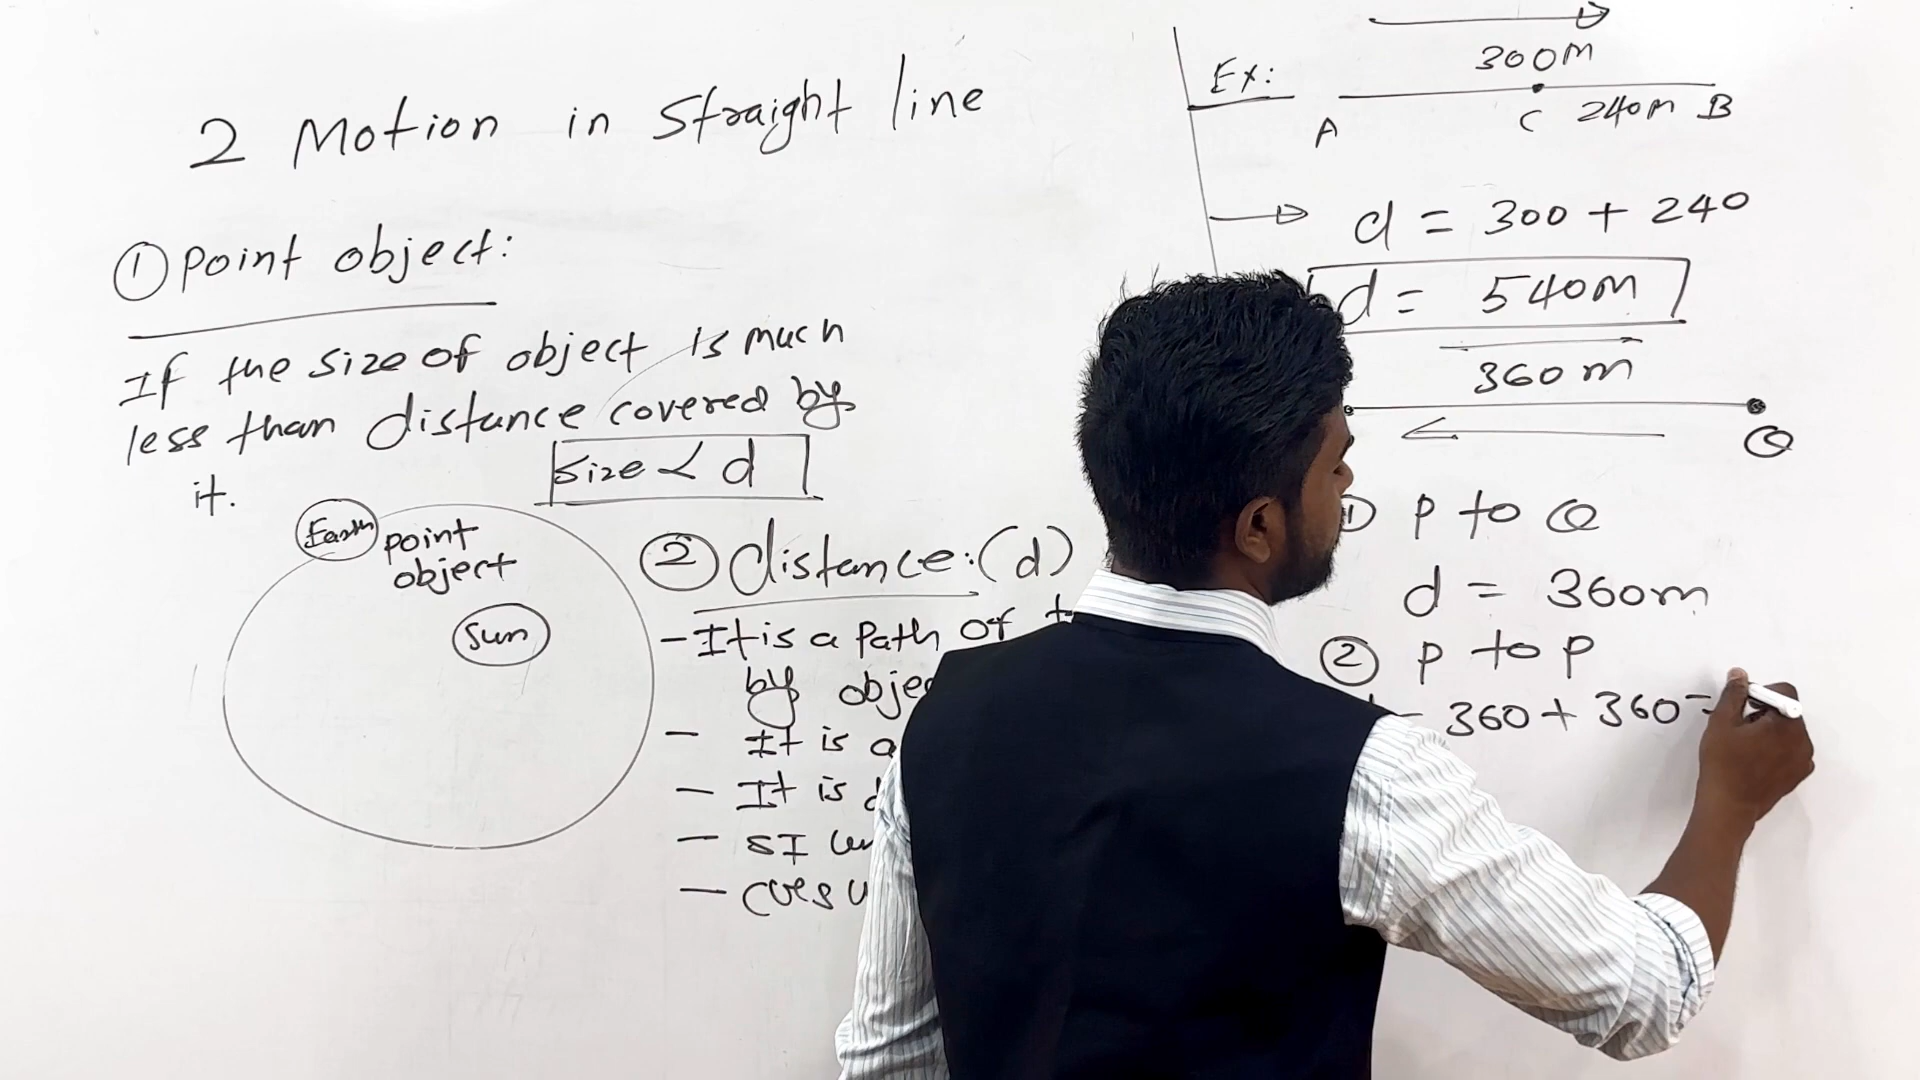 2 Motion in straight line
① point object:
If the size of object is much
less than distance covered by
it.
size < d
Earth
point
object
Sun
② distance: (d)
- It is a path of
by
- It is
- It is
- SI
-
Ex:
300m
A
C 240m B
d = 300 + 240
d = 540m
360m
Q
① P to Q
d = 360m
② P to P
360 + 360 =